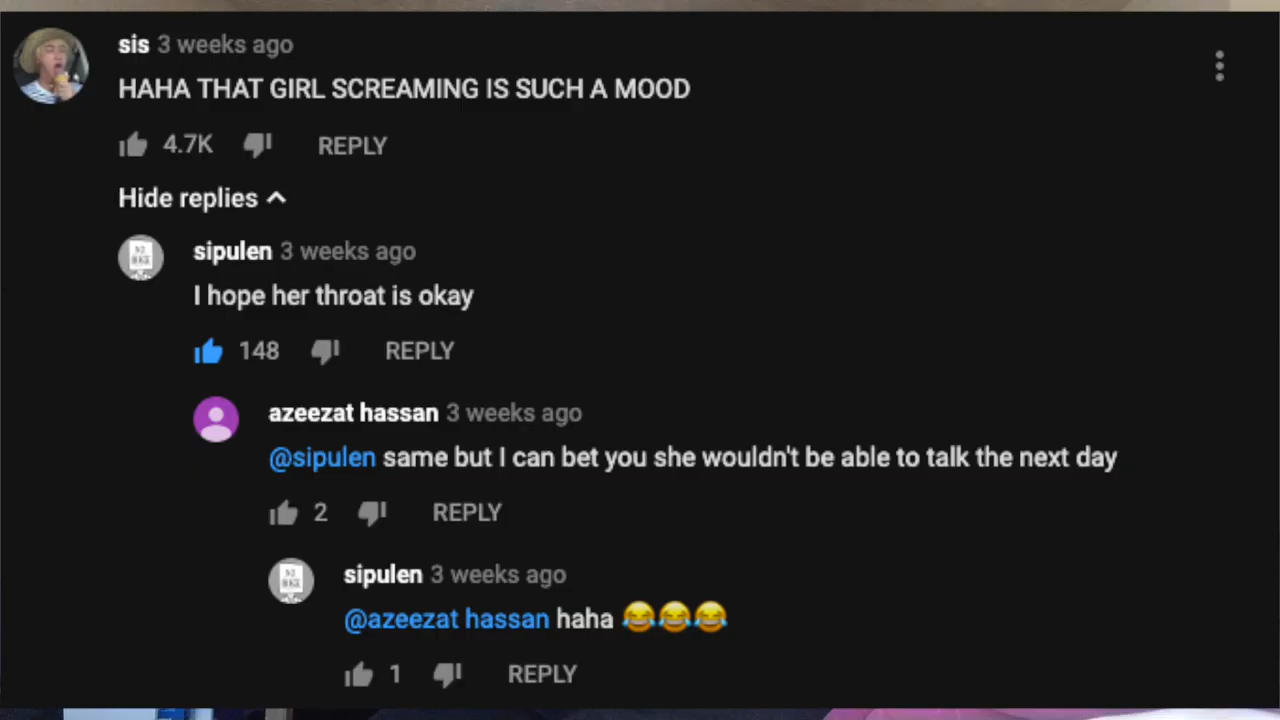 sis 3 weeks ago
HAHA THAT GIRL SCREAMING IS SUCH A MOOD
4.7K REPLY
Hide replies
sipulen 3 weeks ago
I hope her throat is okay
148 REPLY
azeezat hassan 3 weeks ago
@sipulen same but I can bet you she wouldn't be able to talk the next day
2 REPLY
sipulen 3 weeks ago
@azeezat hassan haha 😂😂😂
1 REPLY